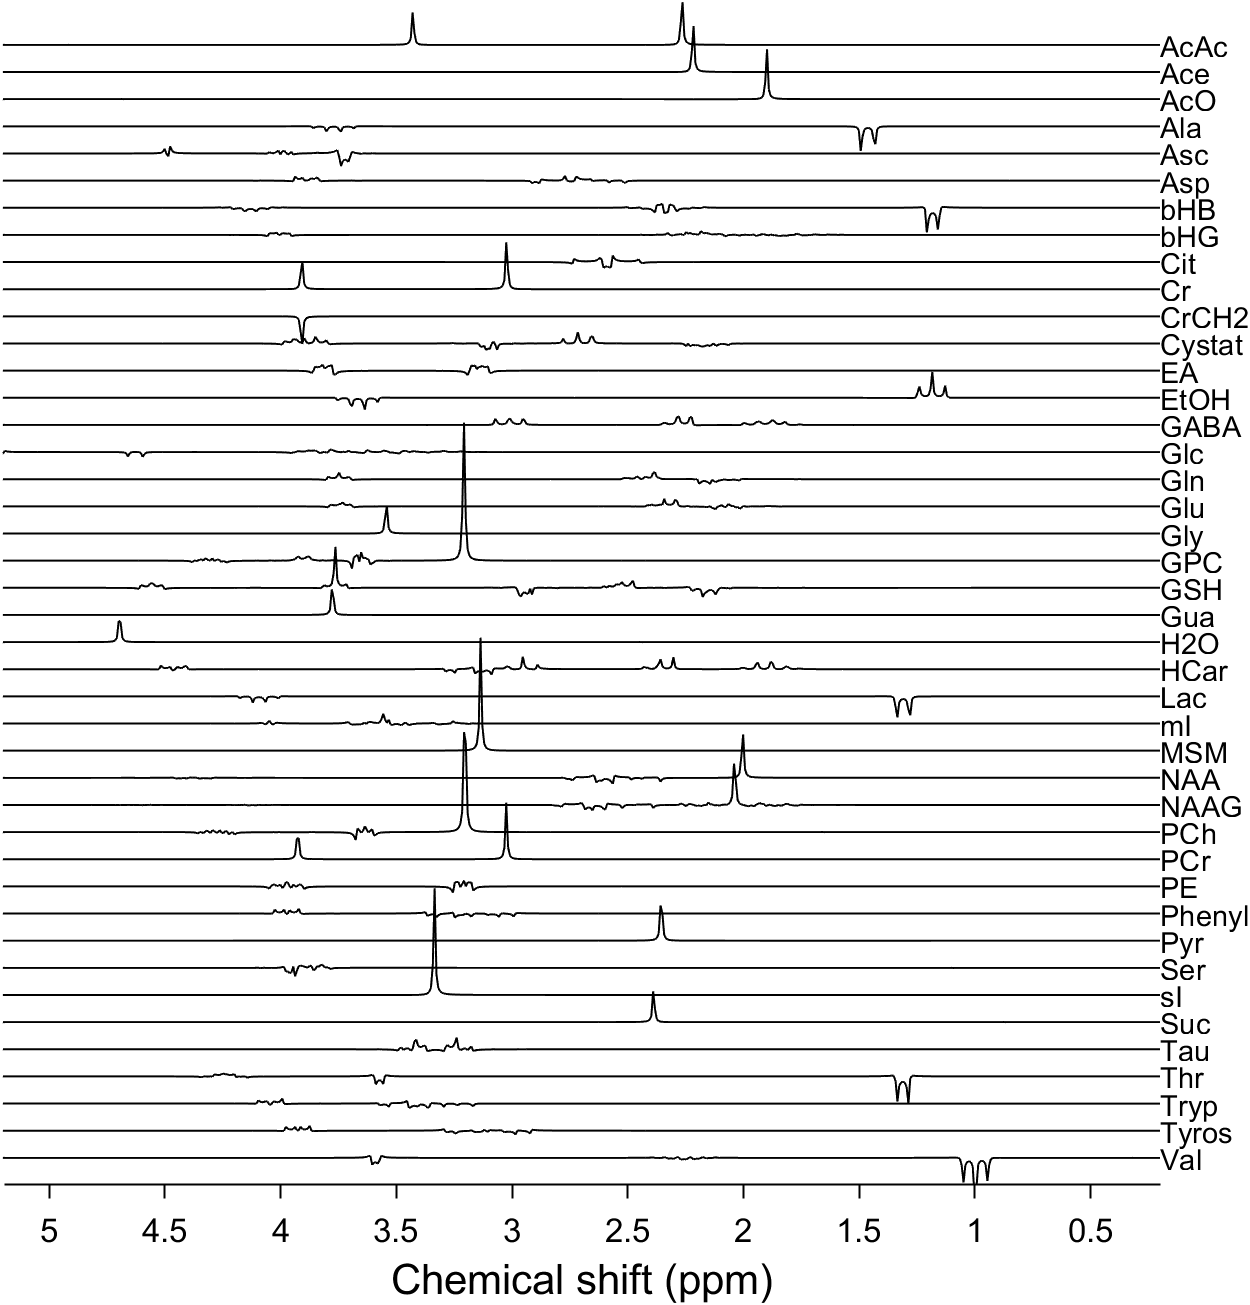 AcAc
Ace
AcO
Ala
Asc
Asp
bHB
bHG
Cit
Cr
CrCH2
Cystat
EA
EtOH
GABA
Glc
Gln
Glu
Gly
GPC
GSH
Gua
H2O
HCar
Lac
mI
MSM
NAA
NAAG
PCh
PCr
PE
Phenyl
Pyr
Ser
sI
Suc
Tau
Thr
Tryp
Tyros
Val
5 4.5 4 3.5 3 2.5 2 1.5 1 0.5
Chemical shift (ppm)